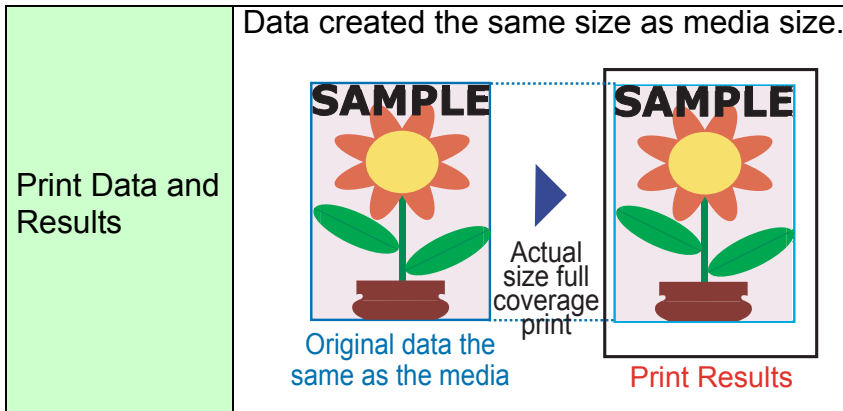 Data created the same size as media size.
Print Data and
Results
SAMPLE
SAMPLE
Actual
size full
coverage
print
Original data the
same as the media
Print Results